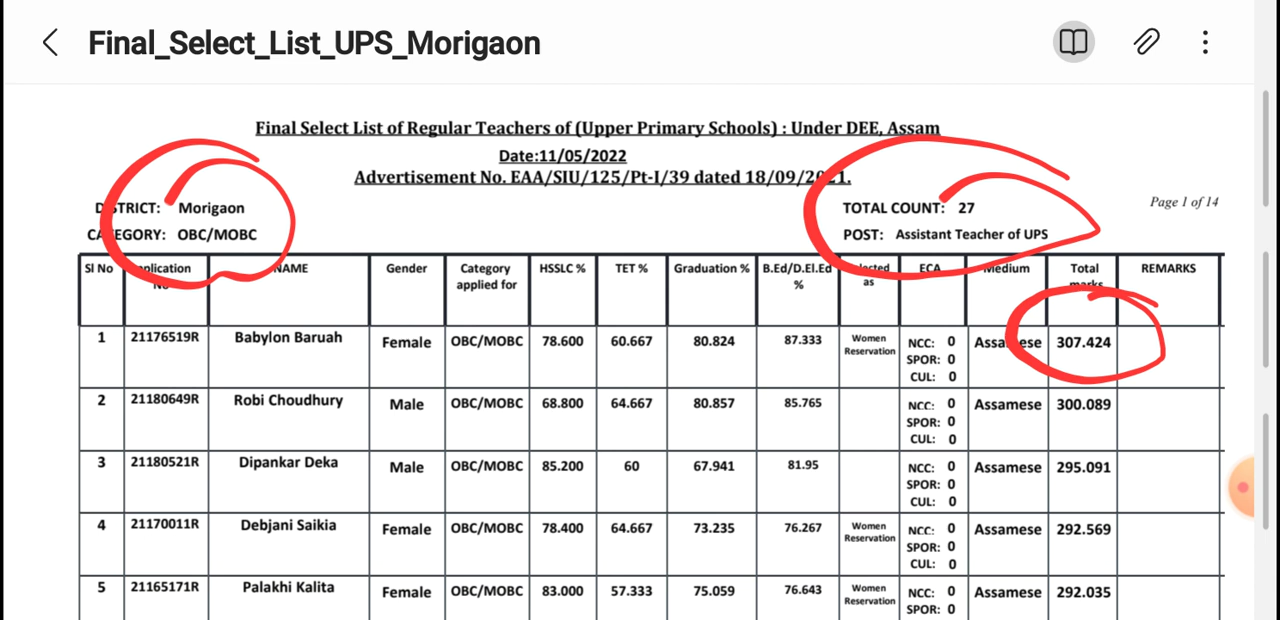 Final_Select_List_UPS_Morigaon
Final Select List of Regular Teachers of (Upper Primary Schools) : Under DEE, Assam
Date:11/05/2022
Advertisement No. EAA/SIU/125/Pt-I/39 dated 18/09/2021.
Page 1 of 14
DISTRICT: Morigaon
TOTAL COUNT: 27
CATEGORY: OBC/MOBC
POST: Assistant Teacher of UPS
Sl No Application No NAME Gender Category applied for HSSLC % TET % Graduation % B.Ed/D.El.Ed % Selected as ECA Medium Total marks REMARKS
1 21176519R Babylon Baruah Female OBC/MOBC 78.600 60.667 80.824 87.333 Women Reservation NCC: 0 SPOR: 0 CUL: 0 Assamese 307.424
2 21180649R Robi Choudhury Male OBC/MOBC 68.800 64.667 80.857 85.765 NCC: 0 SPOR: 0 CUL: 0 Assamese 300.089
3 21180521R Dipankar Deka Male OBC/MOBC 85.200 60 67.941 81.95 NCC: 0 SPOR: 0 CUL: 0 Assamese 295.091
4 21170011R Debjani Saikia Female OBC/MOBC 78.400 64.667 73.235 76.267 Women Reservation NCC: 0 SPOR: 0 CUL: 0 Assamese 292.569
5 21165171R Palakhi Kalita Female OBC/MOBC 83.000 57.333 75.059 76.643 Women Reservation NCC: 0 SPOR: 0 Assamese 292.035